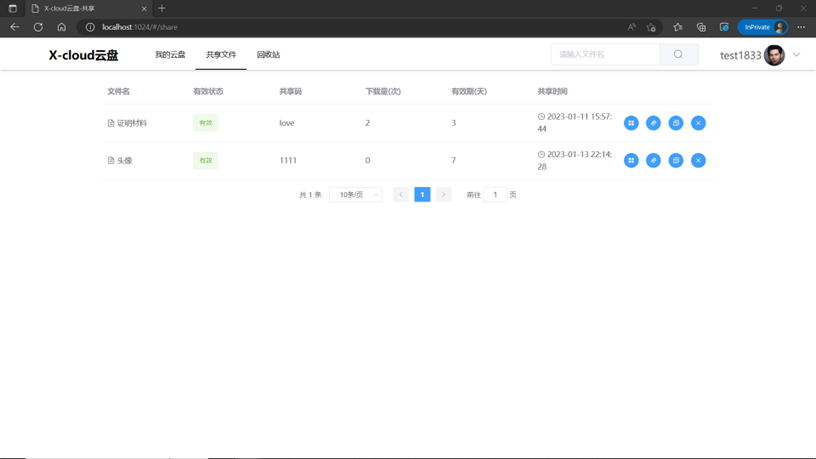 X-cloud云盘-共享
localhost:1024/#/share
InPrivate
X-cloud云盘
我的云盘
共享文件
回收站
请输入文件名
test1833
文件名 有效状态 共享码 下载量(次) 有效期(天) 共享时间
证明材料 有效 love 2 3 2023-01-11 15:57:
44
头像 有效 1111 0 7 2023-01-13 22:14:
28
共 1 条 10条/页 1 前往 1 页